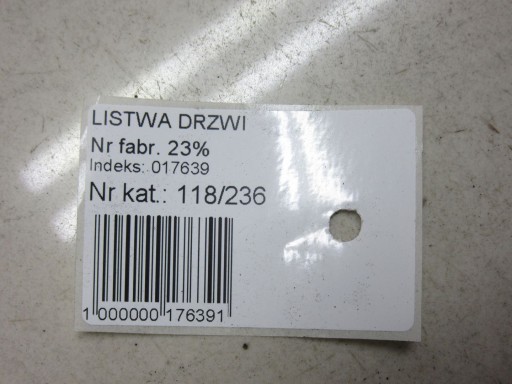 LISTWA DRZWI
Nr fabr. 23%
Indeks: 017639
Nr kat.: 118/236
1 000000 176391